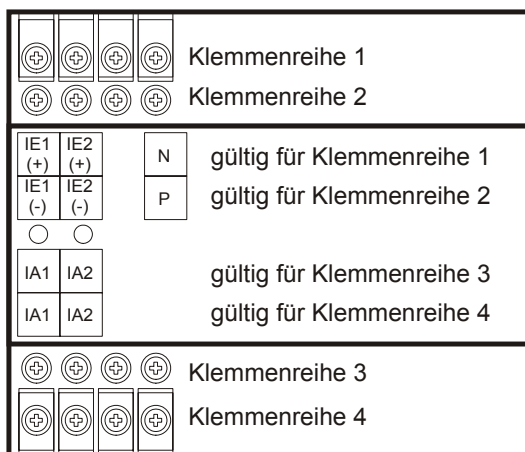 Klemmenreihe 1
Klemmenreihe 2
IE1 (+) IE2 (+) N gültig für Klemmenreihe 1
IE1 (-) IE2 (-) P gültig für Klemmenreihe 2
IA1 IA2 gültig für Klemmenreihe 3
IA1 IA2 gültig für Klemmenreihe 4
Klemmenreihe 3
Klemmenreihe 4